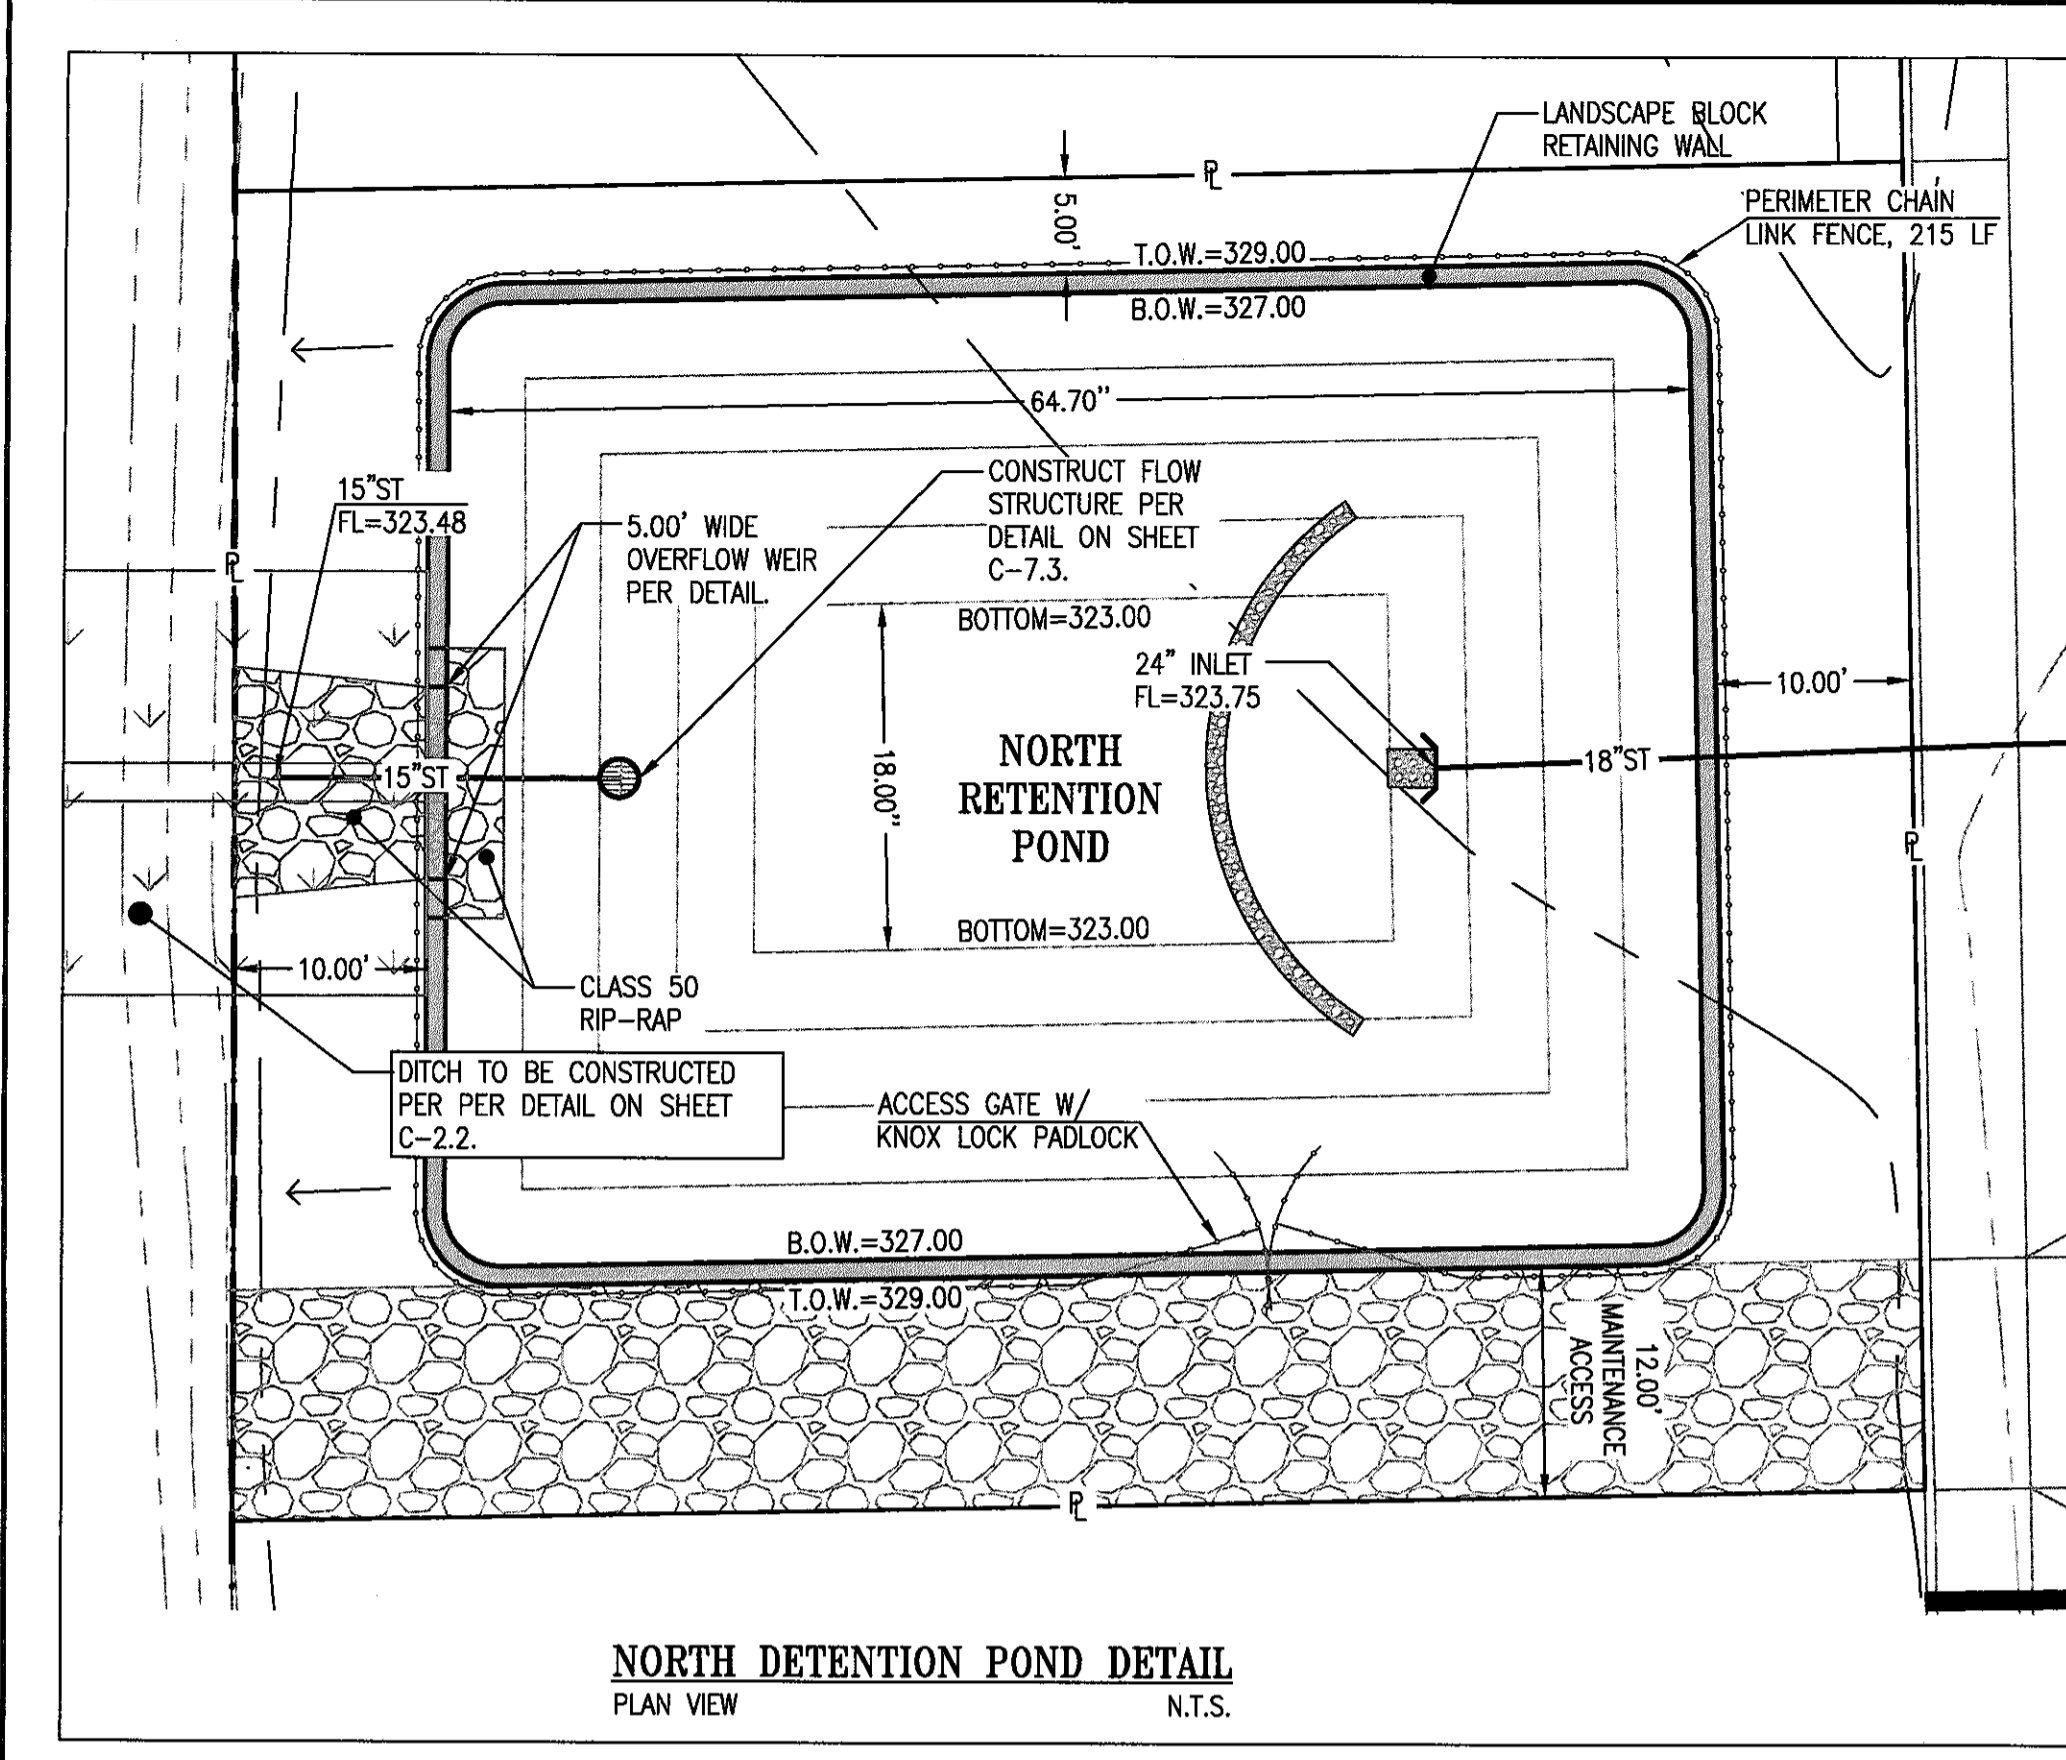 LANDSCAPE BLOCK
RETAINING WALL
PL
5.00'
PERIMETER CHAIN
LINK FENCE, 215 LF
T.O.W.=329.00
B.O.W.=327.00
64.70"
CONSTRUCT FLOW
STRUCTURE PER
DETAIL ON SHEET
C-7.3.
15"ST
FL=323.48
5.00' WIDE
OVERFLOW WEIR
PER DETAIL.
PL
BOTTOM=323.00
24" INLET
FL=323.75
10.00'
18.00"
NORTH
RETENTION
POND
15"ST
18"ST
PL
BOTTOM=323.00
10.00'
CLASS 50
RIP-RAP
DITCH TO BE CONSTRUCTED
PER PER DETAIL ON SHEET
C-2.2.
ACCESS GATE W/
KNOX LOCK PADLOCK
B.O.W.=327.00
T.O.W.=329.00
12.00'
MAINTENANCE
ACCESS
PL
NORTH DETENTION POND DETAIL
PLAN VIEW
N.T.S.